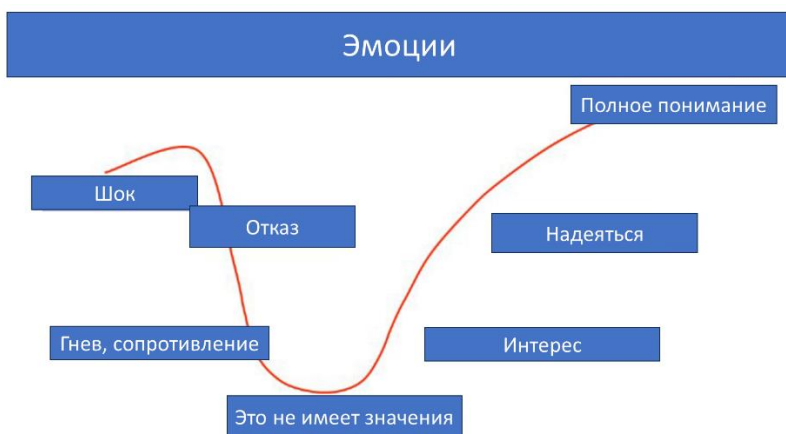 Эмоции
Полное понимание
Шок
Отказ
Надеяться
Гнев, сопротивление
Интерес
Это не имеет значения